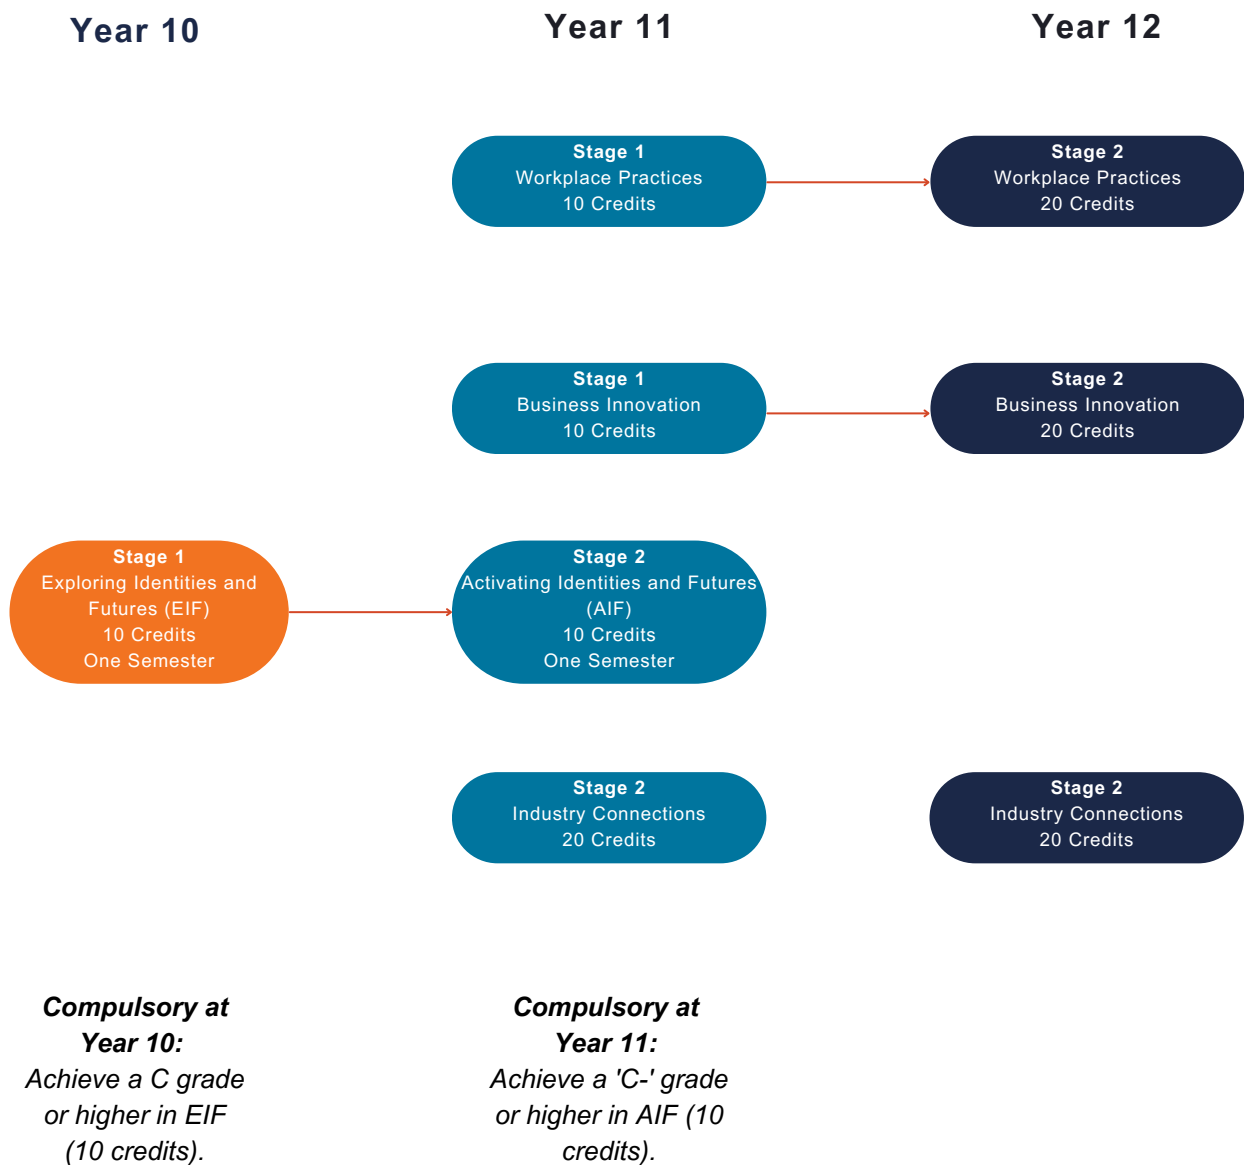 Year 10
Year 11
Year 12
Stage 1
Workplace Practices
10 Credits
Stage 2
Workplace Practices
20 Credits
Stage 1
Business Innovation
10 Credits
Stage 2
Business Innovation
20 Credits
Stage 1
Exploring Identities and
Futures (EIF)
10 Credits
One Semester
Stage 2
Activating Identities and Futures
(AIF)
10 Credits
One Semester
Stage 2
Industry Connections
20 Credits
Stage 2
Industry Connections
20 Credits
Compulsory at
Year 10:
Achieve a C grade
or higher in EIF
(10 credits).
Compulsory at
Year 11:
Achieve a 'C-' grade
or higher in AIF (10
credits).